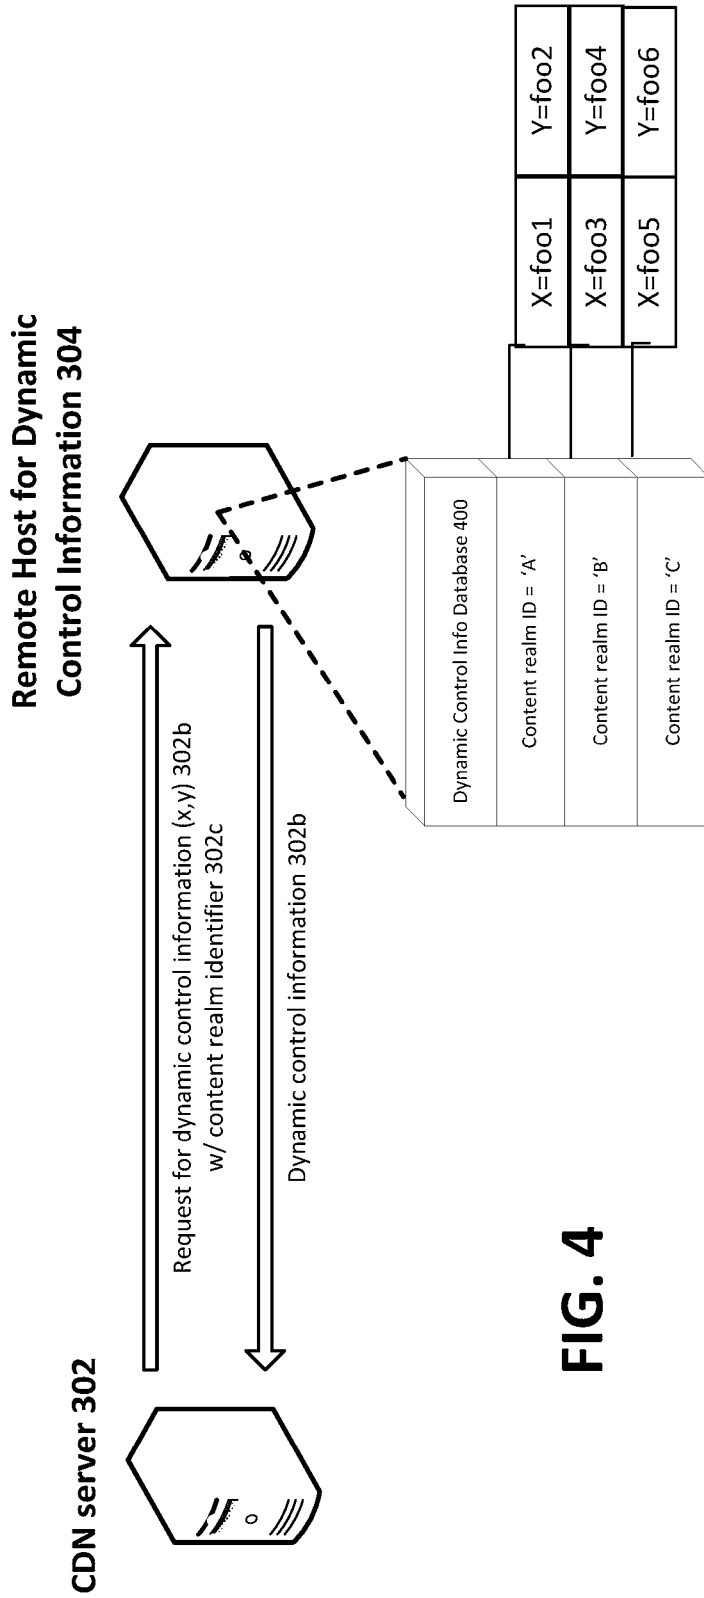 Remote Host for Dynamic
Control Information 304
CDN server 302
Request for dynamic control information (x,y) 302b
w/ content realm identifier 302c
Dynamic control information 302b
Dynamic Control Info Database 400
Content realm ID = 'A'
X=foo1
Y=foo2
Content realm ID = 'B'
X=foo3
Y=foo4
Content realm ID = 'C'
X=foo5
Y=foo6
FIG. 4